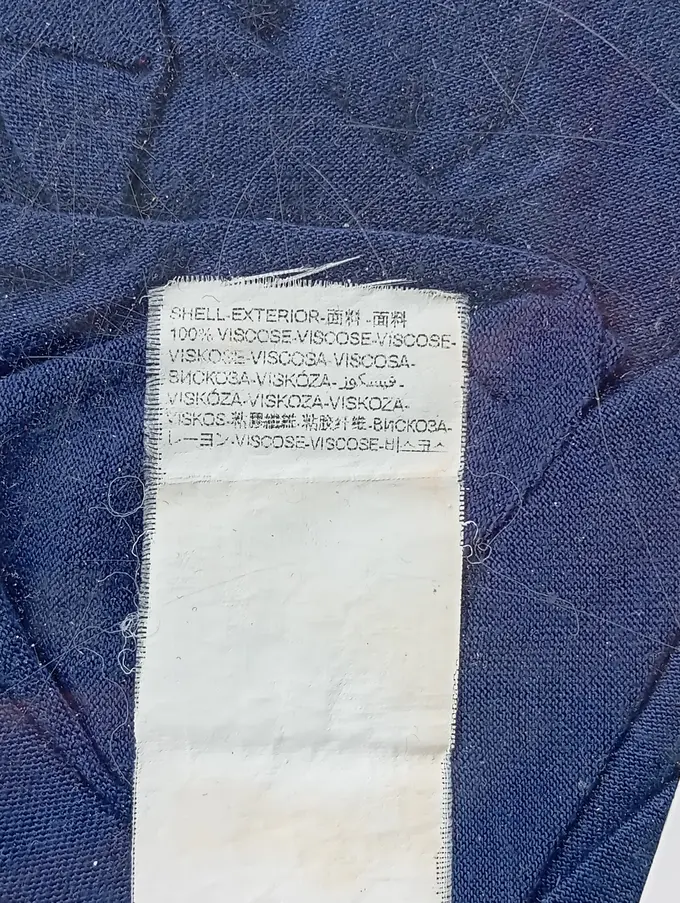 SHELL-EXTERIOR-面料-面料
100% VISCOSE-VISCOSE-VISCOSE-
VISKOSE-VISCOSA-VISCOSA-
ВИСКОЗА-VISKÓZA-فيسكوز-
VISKÓZA-VISKOZA-VISKOZA-
VISKOS-粘膠纖維-粘胶纤维-ВИСКОЗА-
レーヨン-VISCOSE-VISCOSE-비스코스